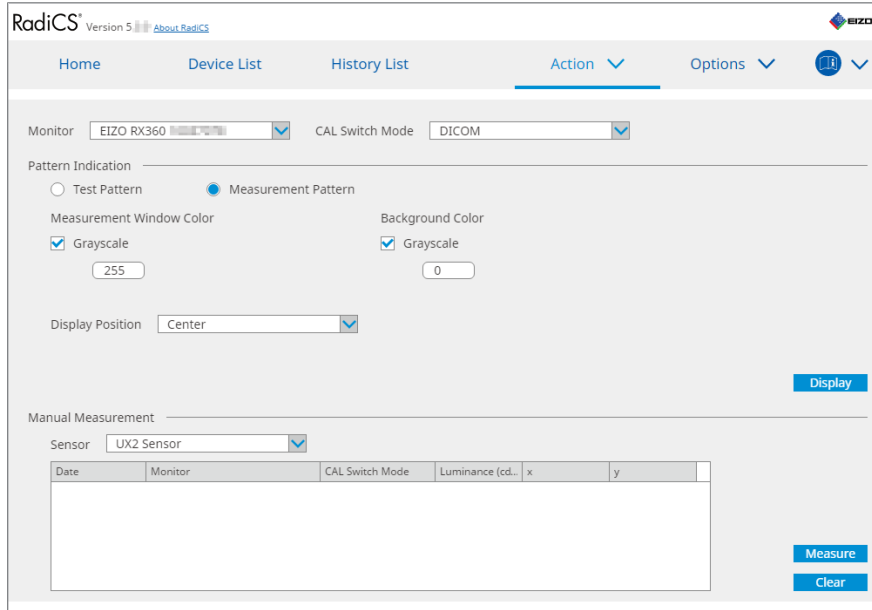 RadiCS® Version 5. About RadiCS EIZO
Home Device List History List Action Options
Monitor EIZO RX360 CAL Switch Mode DICOM
Pattern Indication
Test Pattern Measurement Pattern
Measurement Window Color Background Color
Grayscale Grayscale
255 0
Display Position Center
Display
Manual Measurement
Sensor UX2 Sensor
Date Monitor CAL Switch Mode Luminance (cd... x y
Measure
Clear